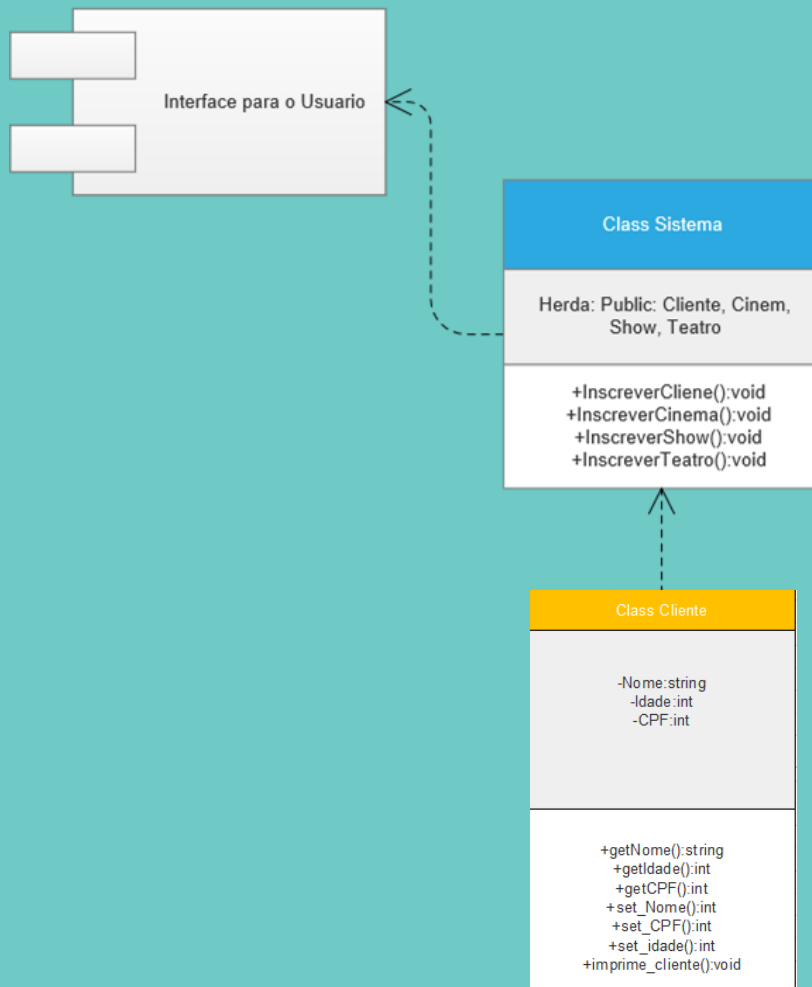 Interface para o Usuario
Class Sistema
Herda: Public: Cliente, Cinem,
Show, Teatro
+InscreverCliene():void
+InscreverCinema():void
+InscreverShow():void
+InscreverTeatro():void
Class Cliente
-Nome:string
-Idade:int
-CPF:int
+getNome():string
+getIdade():int
+getCPF():int
+set_Nome():int
+set_CPF():int
+set_idade():int
+imprime_cliente():void